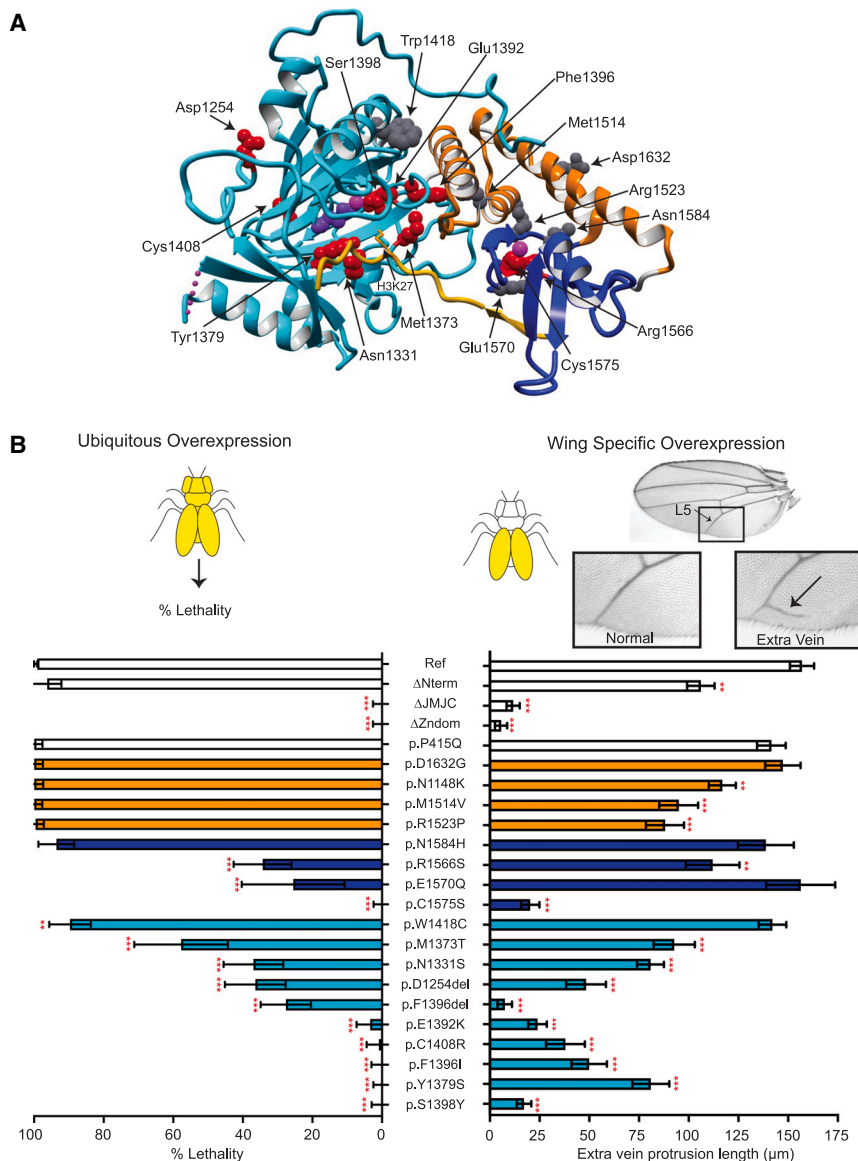 A
Trp1418
Glu1392
Ser1398
Phe1396
Asp1254
Met1514
Asp1632
Arg1523
Asn1584
Cys1408
H3K27
Tyr1379
Met1373
Arg1566
Asn1331
Glu1570
Cys1575
B
Ubiquitous Overexpression
Wing Specific Overexpression
L5
% Lethality
Normal
Extra Vein
Ref
ΔNterm **
*** ΔJMJC ***
*** ΔZndom ***
p.P415Q
p.D1632G
p.N1148K **
p.M1514V ***
p.R1523P ***
p.N1584H
*** p.R1566S **
** p.E1570Q
*** p.C1575S ***
** p.W1418C
*** p.M1373T ***
*** p.N1331S ***
*** p.D1254del ***
*** p.F1396del ***
*** p.E1392K ***
*** p.C1408R ***
*** p.F1396I ***
*** p.Y1379S ***
*** p.S1398Y ***
100 80 60 40 20 0
0 25 50 75 100 125 150 175
% Lethality
Extra vein protrusion length (μm)